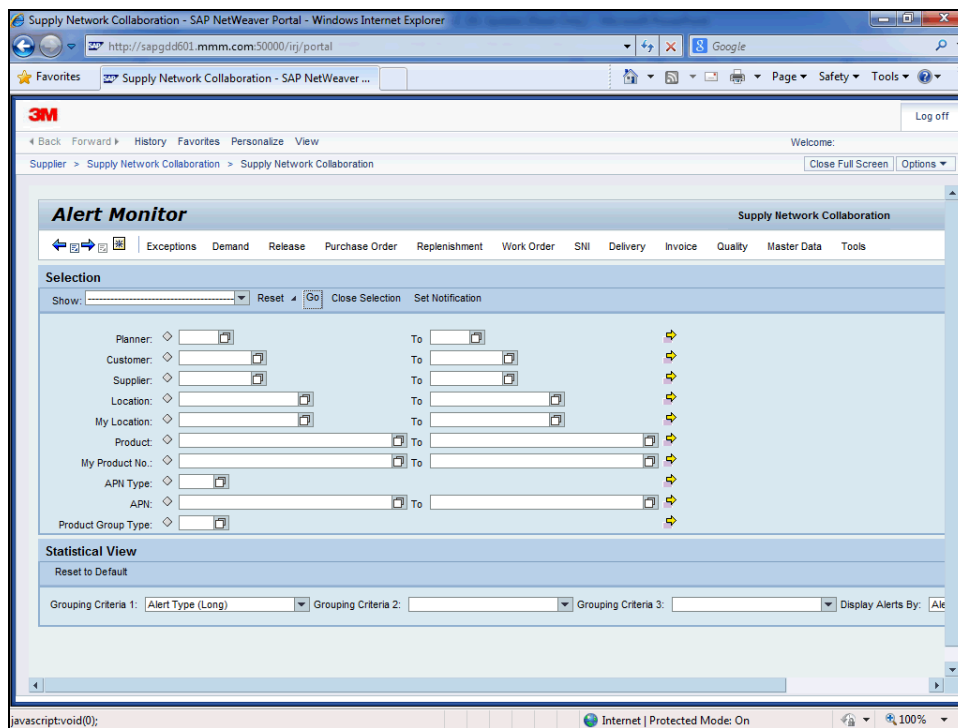 Supply Network Collaboration - SAP NetWeaver Portal - Windows Internet Explorer
http://sapgdd601.mmm.com:50000/irj/portal Google
Favorites Supply Network Collaboration - SAP NetWeaver ... Page Safety Tools
3M Log off
Back Forward History Favorites Personalize View Welcome:
Supplier > Supply Network Collaboration > Supply Network Collaboration Close Full Screen Options
Alert Monitor Supply Network Collaboration
Exceptions Demand Release Purchase Order Replenishment Work Order SNI Delivery Invoice Quality Master Data Tools
Selection
Show: Reset Go Close Selection Set Notification
Planner: To
Customer: To
Supplier: To
Location: To
My Location: To
Product: To
My Product No.: To
APN Type:
APN: To
Product Group Type:
Statistical View
Reset to Default
Grouping Criteria 1: Alert Type (Long) Grouping Criteria 2: Grouping Criteria 3: Display Alerts By: Ale
javascript:void(0); Internet | Protected Mode: On 100%